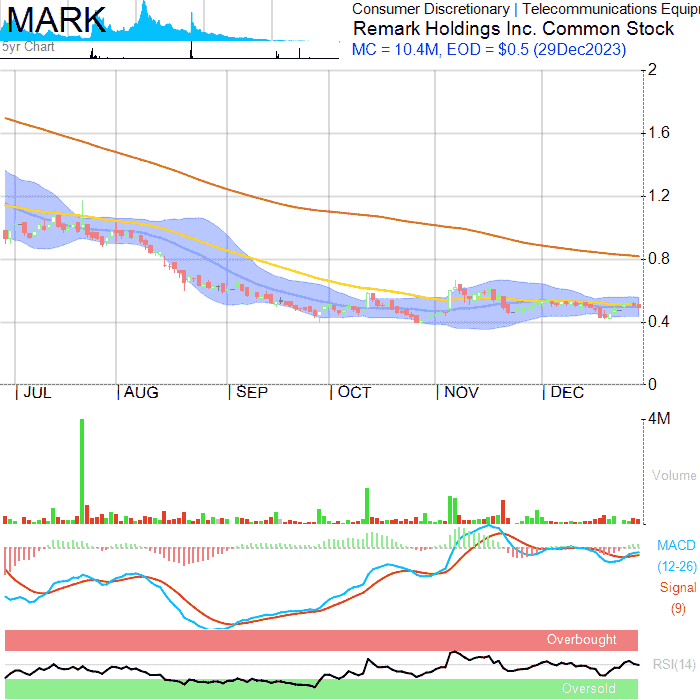 MARK
5yr Chart
Consumer Discretionary | Telecommunications Equip
Remark Holdings Inc. Common Stock
MC = 10.4M, EOD = $0.5 (29Dec2023)
2
1.6
1.2
0.8
0.4
0
| JUL | AUG | SEP | OCT | NOV | DEC
4M
Volume
MACD
(12-26)
Signal
(9)
Overbought
RSI(14)
Oversold